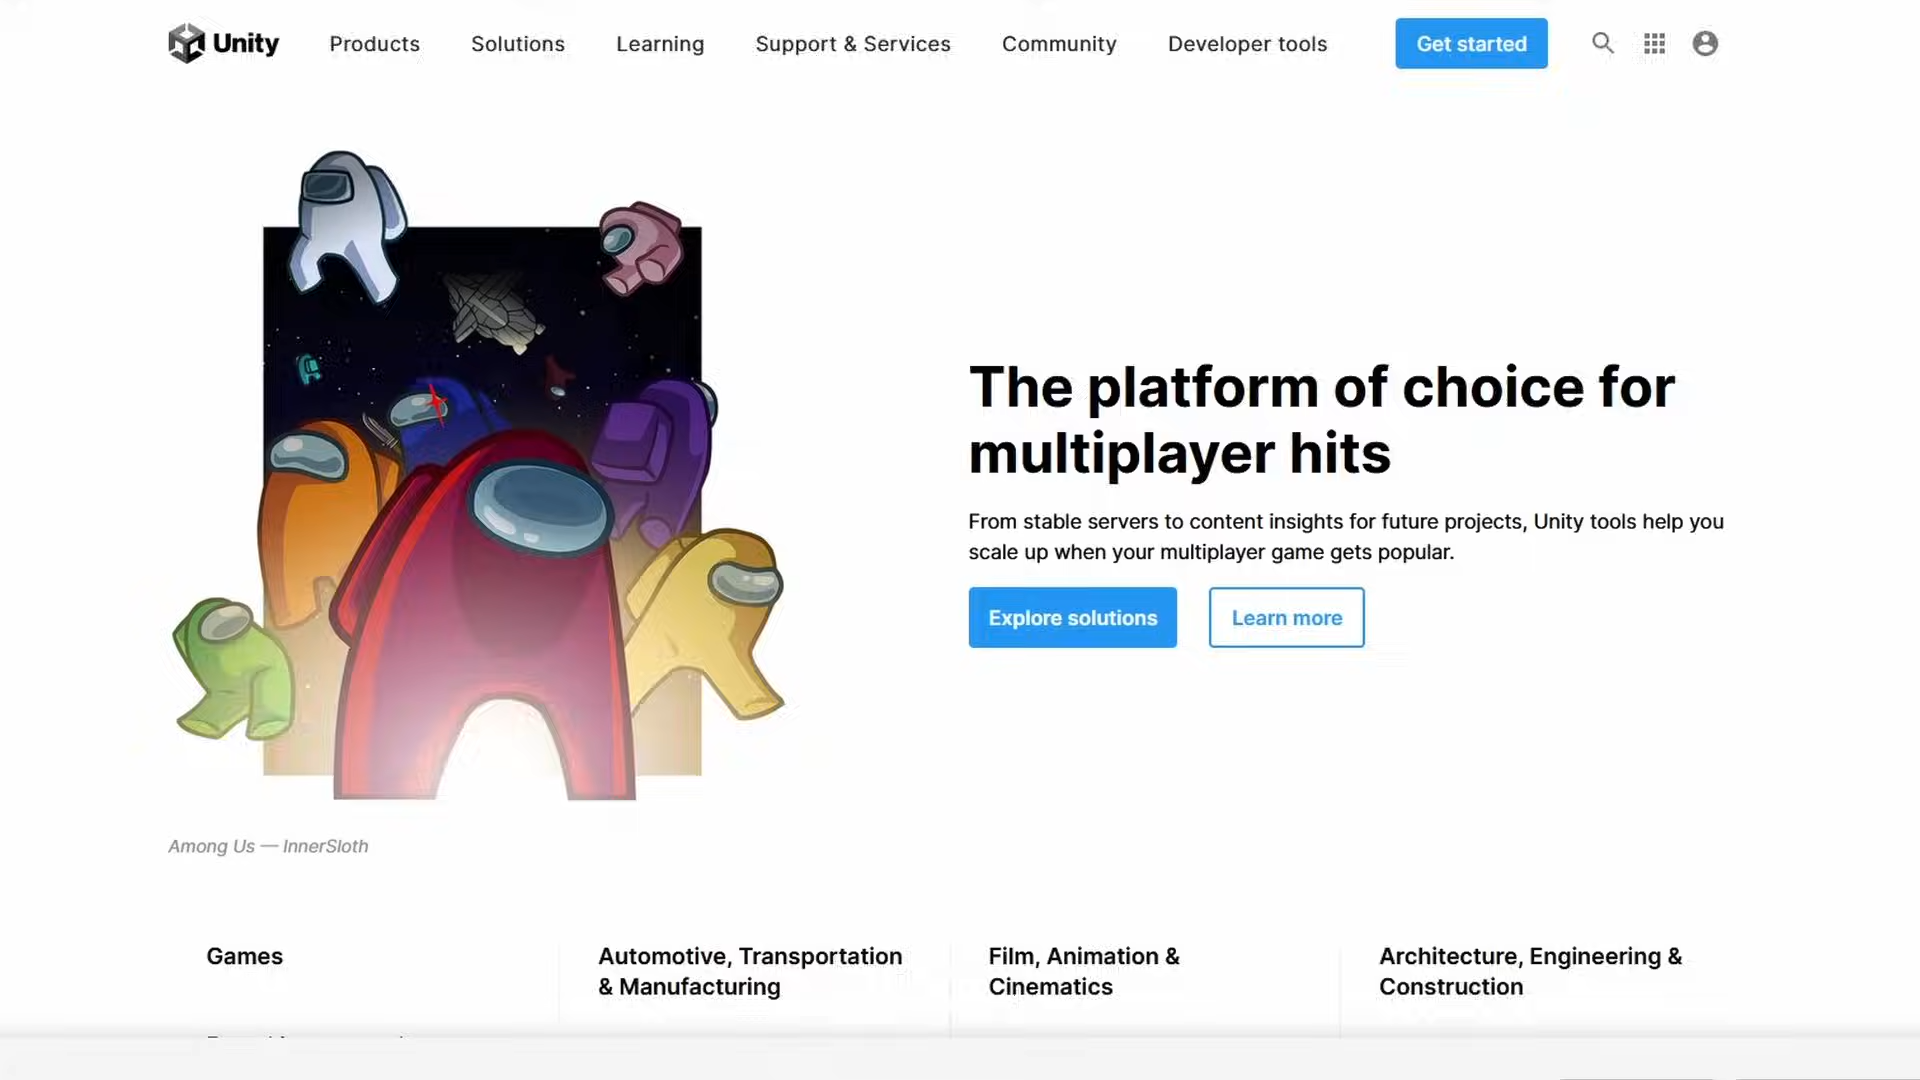 Unity
Products
Solutions
Learning
Support & Services
Community
Developer tools
Get started
The platform of choice for
multiplayer hits
From stable servers to content insights for future projects, Unity tools help you
scale up when your multiplayer game gets popular.
Explore solutions
Learn more
Among Us — InnerSloth
Games
Automotive, Transportation
& Manufacturing
Film, Animation &
Cinematics
Architecture, Engineering &
Construction